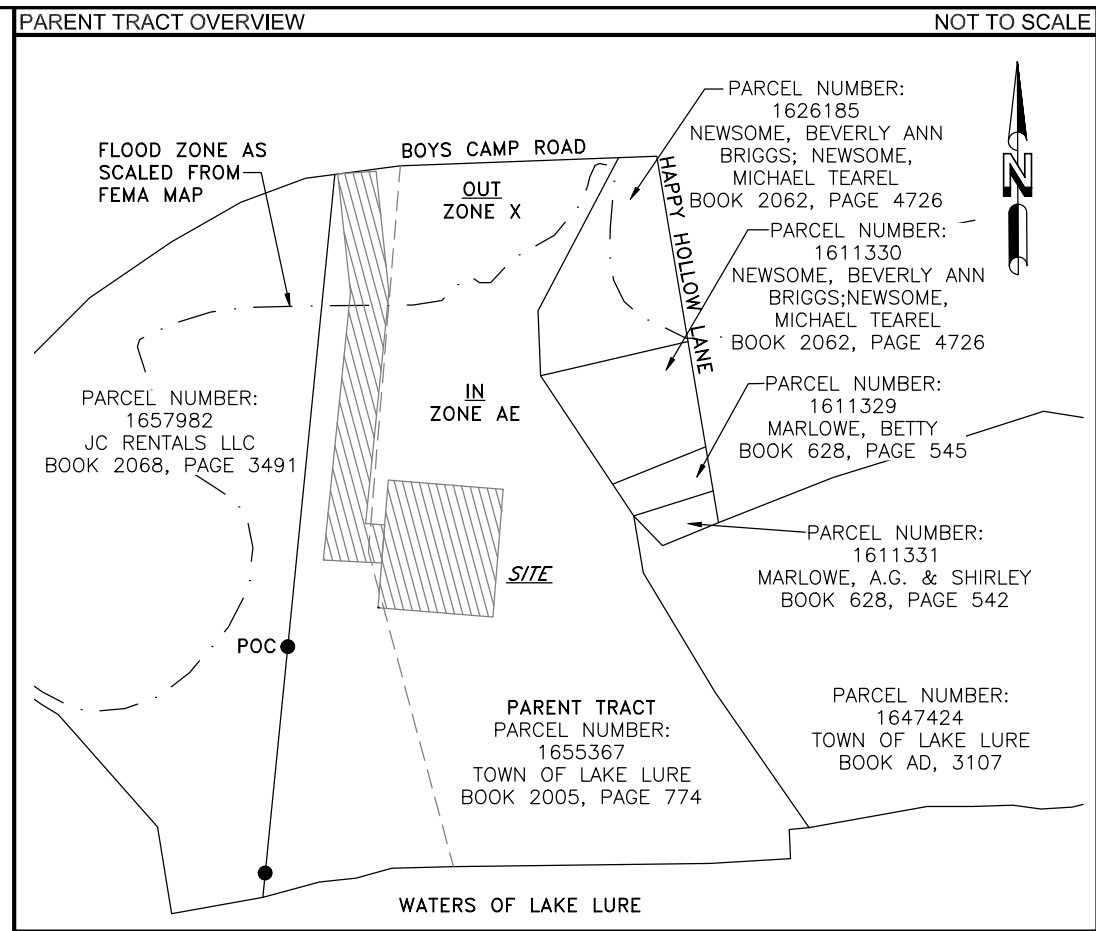 PARENT TRACT OVERVIEW
NOT TO SCALE
FLOOD ZONE AS
SCALED FROM
FEMA MAP
BOYS CAMP ROAD
OUT
ZONE X
PARCEL NUMBER:
1626185
NEWSOME, BEVERLY ANN
BRIGGS; NEWSOME,
MICHAEL TEAREL
BOOK 2062, PAGE 4726
N
HAPPY HOLLOW LANE
PARCEL NUMBER:
1611330
NEWSOME, BEVERLY ANN
BRIGGS;NEWSOME,
MICHAEL TEAREL
BOOK 2062, PAGE 4726
PARCEL NUMBER:
1657982
JC RENTALS LLC
BOOK 2068, PAGE 3491
IN
ZONE AE
PARCEL NUMBER:
1611329
MARLOWE, BETTY
BOOK 628, PAGE 545
SITE
PARCEL NUMBER:
1611331
MARLOWE, A.G. & SHIRLEY
BOOK 628, PAGE 542
POC
PARENT TRACT
PARCEL NUMBER:
1655367
TOWN OF LAKE LURE
BOOK 2005, PAGE 774
PARCEL NUMBER:
1647424
TOWN OF LAKE LURE
BOOK AD, 3107
WATERS OF LAKE LURE